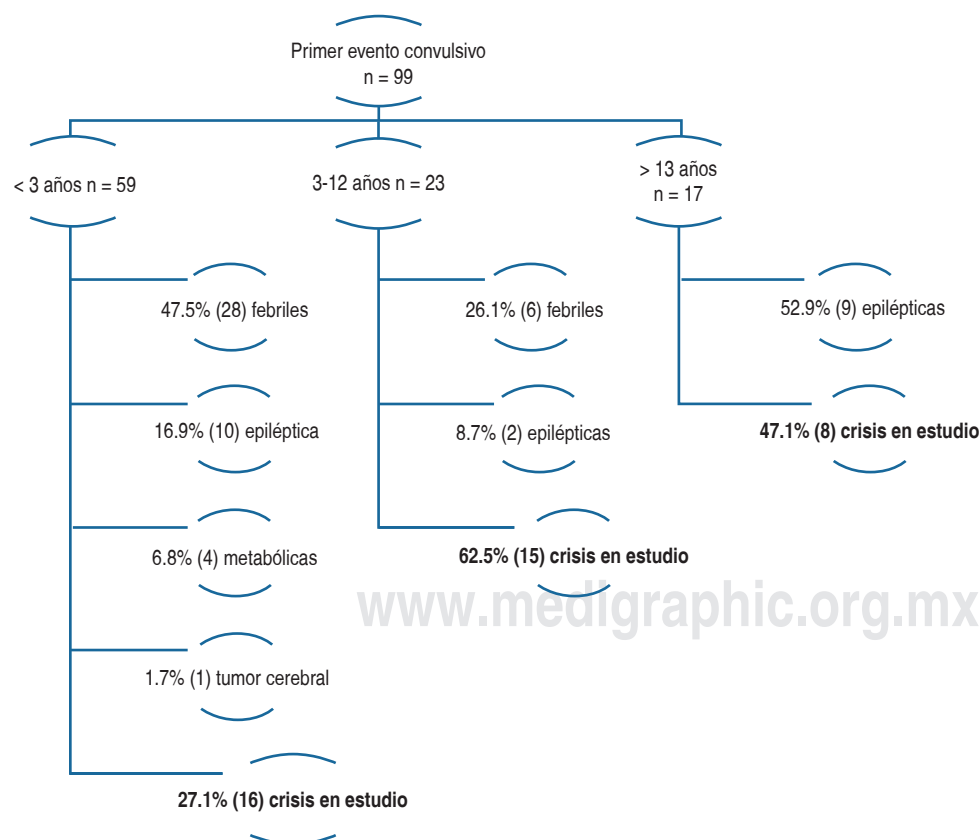 Primer evento convulsivo
n = 99
< 3 años n = 59
3-12 años n = 23
> 13 años
n = 17
47.5% (28) febriles
26.1% (6) febriles
52.9% (9) epilépticas
16.9% (10) epiléptica
8.7% (2) epilépticas
47.1% (8) crisis en estudio
6.8% (4) metabólicas
62.5% (15) crisis en estudio
www.medigraphic.org.mx
1.7% (1) tumor cerebral
27.1% (16) crisis en estudio